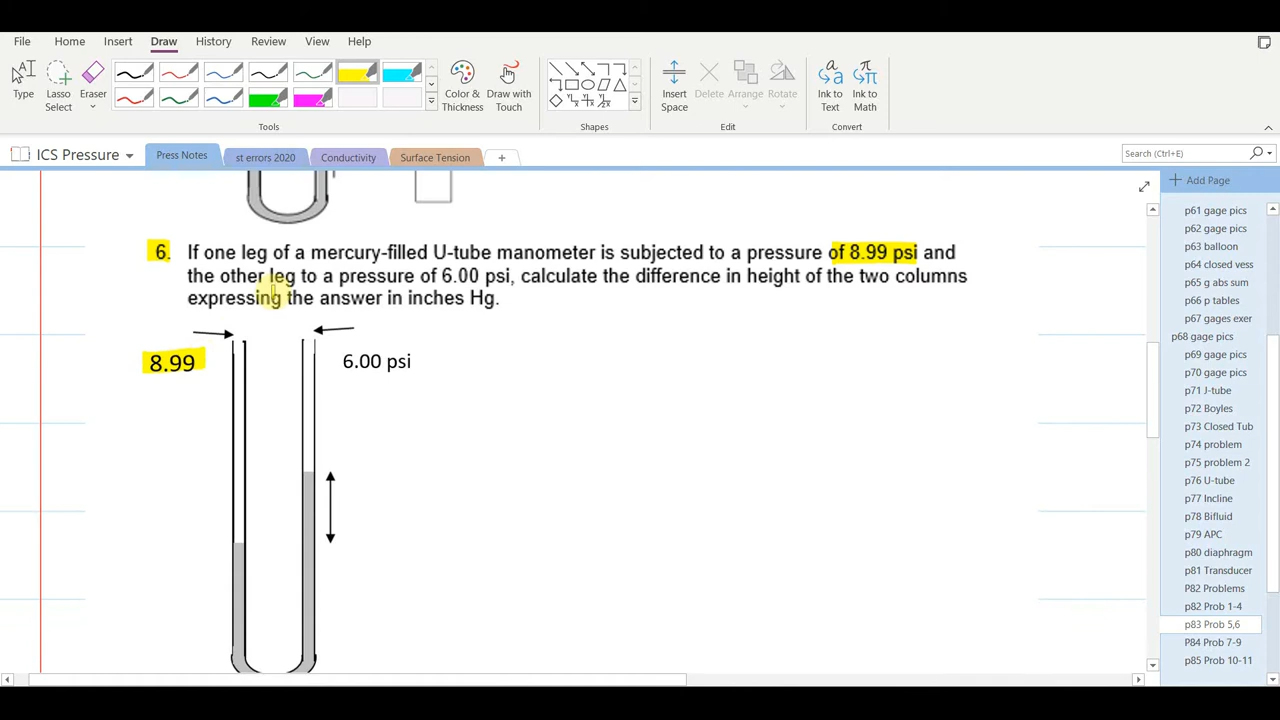 File Home Insert Draw History Review View Help
Type Lasso Select Eraser Color & Thickness Draw with Touch Insert Space Delete Arrange Rotate Ink to Text Ink to Math
Tools Shapes Edit Convert
ICS Pressure Press Notes st errors 2020 Conductivity Surface Tension + Search (Ctrl+E)
Add Page
6. If one leg of a mercury-filled U-tube manometer is subjected to a pressure of 8.99 psi and
the other leg to a pressure of 6.00 psi, calculate the difference in height of the two columns
expressing the answer in inches Hg.
8.99 6.00 psi
p61 gage pics
p62 gage pics
p63 balloon
p64 closed vess
p65 g abs sum
p66 p tables
p67 gages exer
p68 gage pics
p69 gage pics
p70 gage pics
p71 J-tube
p72 Boyles
p73 Closed Tub
p74 problem
p75 problem 2
p76 U-tube
p77 Incline
p78 Bifluid
p79 APC
p80 diaphragm
p81 Transducer
P82 Problems
p82 Prob 1-4
p83 Prob 5,6
P84 Prob 7-9
p85 Prob 10-11